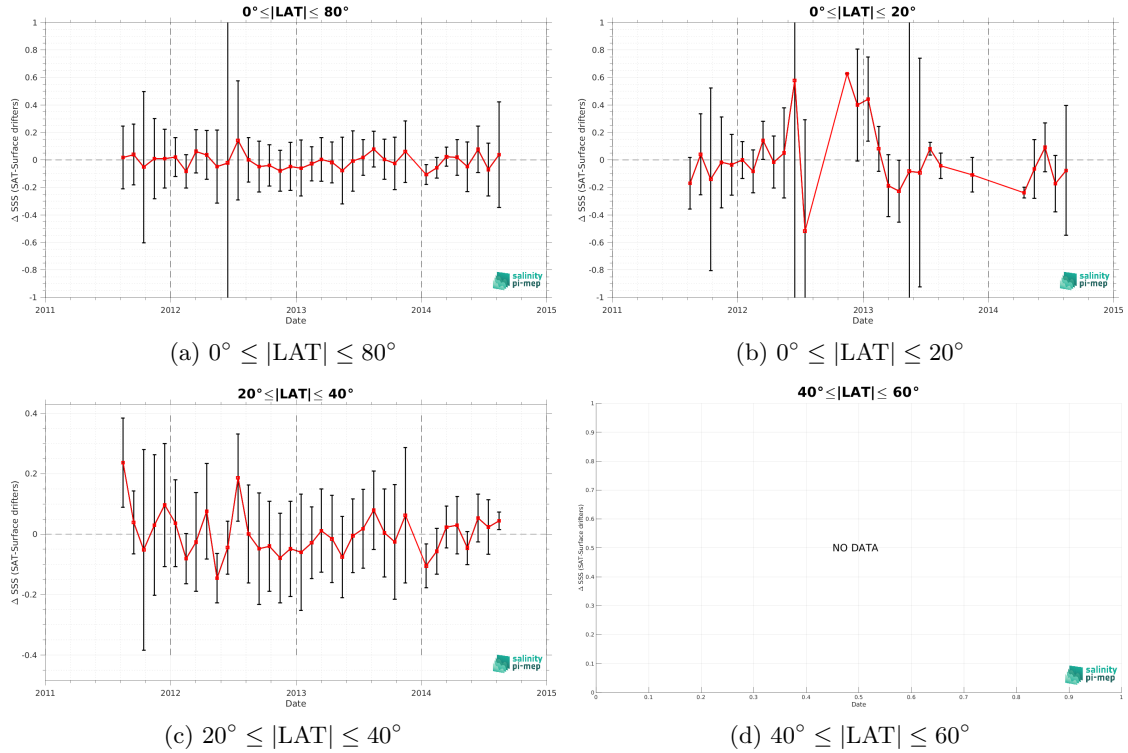 0°≤|LAT|≤ 80°
Δ SSS (SAT-Surface drifters)
1
0.8
0.6
0.4
0.2
0
-0.2
-0.4
-0.6
-0.8
-1
2011
2012
2013
2014
2015
Date
salinity
pi-mep
(a) 0° ≤ |LAT| ≤ 80°
0°≤|LAT|≤ 20°
Δ SSS (SAT-Surface drifters)
1
0.8
0.6
0.4
0.2
0
-0.2
-0.4
-0.6
-0.8
-1
2011
2012
2013
2014
2015
Date
salinity
pi-mep
(b) 0° ≤ |LAT| ≤ 20°
20°≤|LAT|≤ 40°
Δ SSS (SAT-Surface drifters)
0.4
0.2
0
-0.2
-0.4
2011
2012
2013
2014
2015
Date
salinity
pi-mep
(c) 20° ≤ |LAT| ≤ 40°
40°≤|LAT|≤ 60°
Δ SSS (SAT-Surface drifters)
1
0.9
0.8
0.7
0.6
0.5
0.4
0.3
0.2
0.1
0
NO DATA
0
0.1
0.2
0.3
0.4
0.5
0.6
0.7
0.8
0.9
1
Date
salinity
pi-mep
(d) 40° ≤ |LAT| ≤ 60°